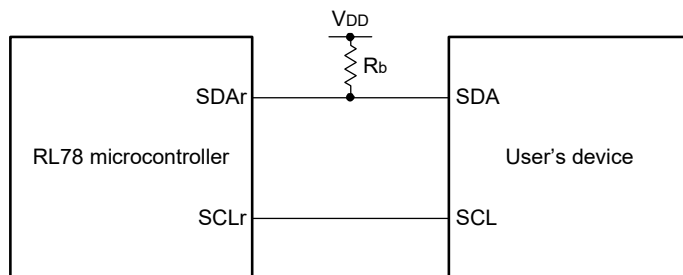 VDD
Rb
SDAr
SDA
RL78 microcontroller
User’s device
SCLr
SCL